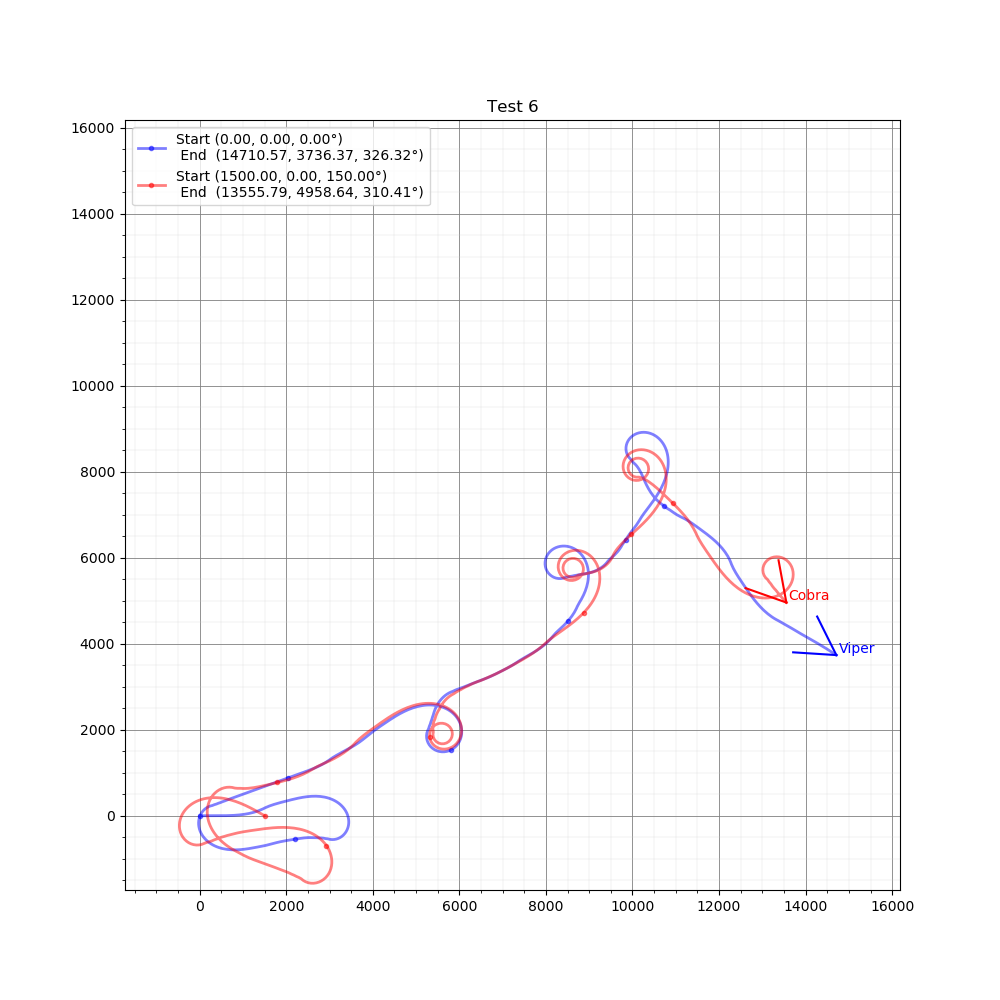 Test 6
Start (0.00, 0.00, 0.00°)
End (14710.57, 3736.37, 326.32°)
Start (1500.00, 0.00, 150.00°)
End (13555.79, 4958.64, 310.41°)
16000
14000
12000
10000
8000
6000
4000
2000
0
Cobra
Viper
0 2000 4000 6000 8000 10000 12000 14000 16000